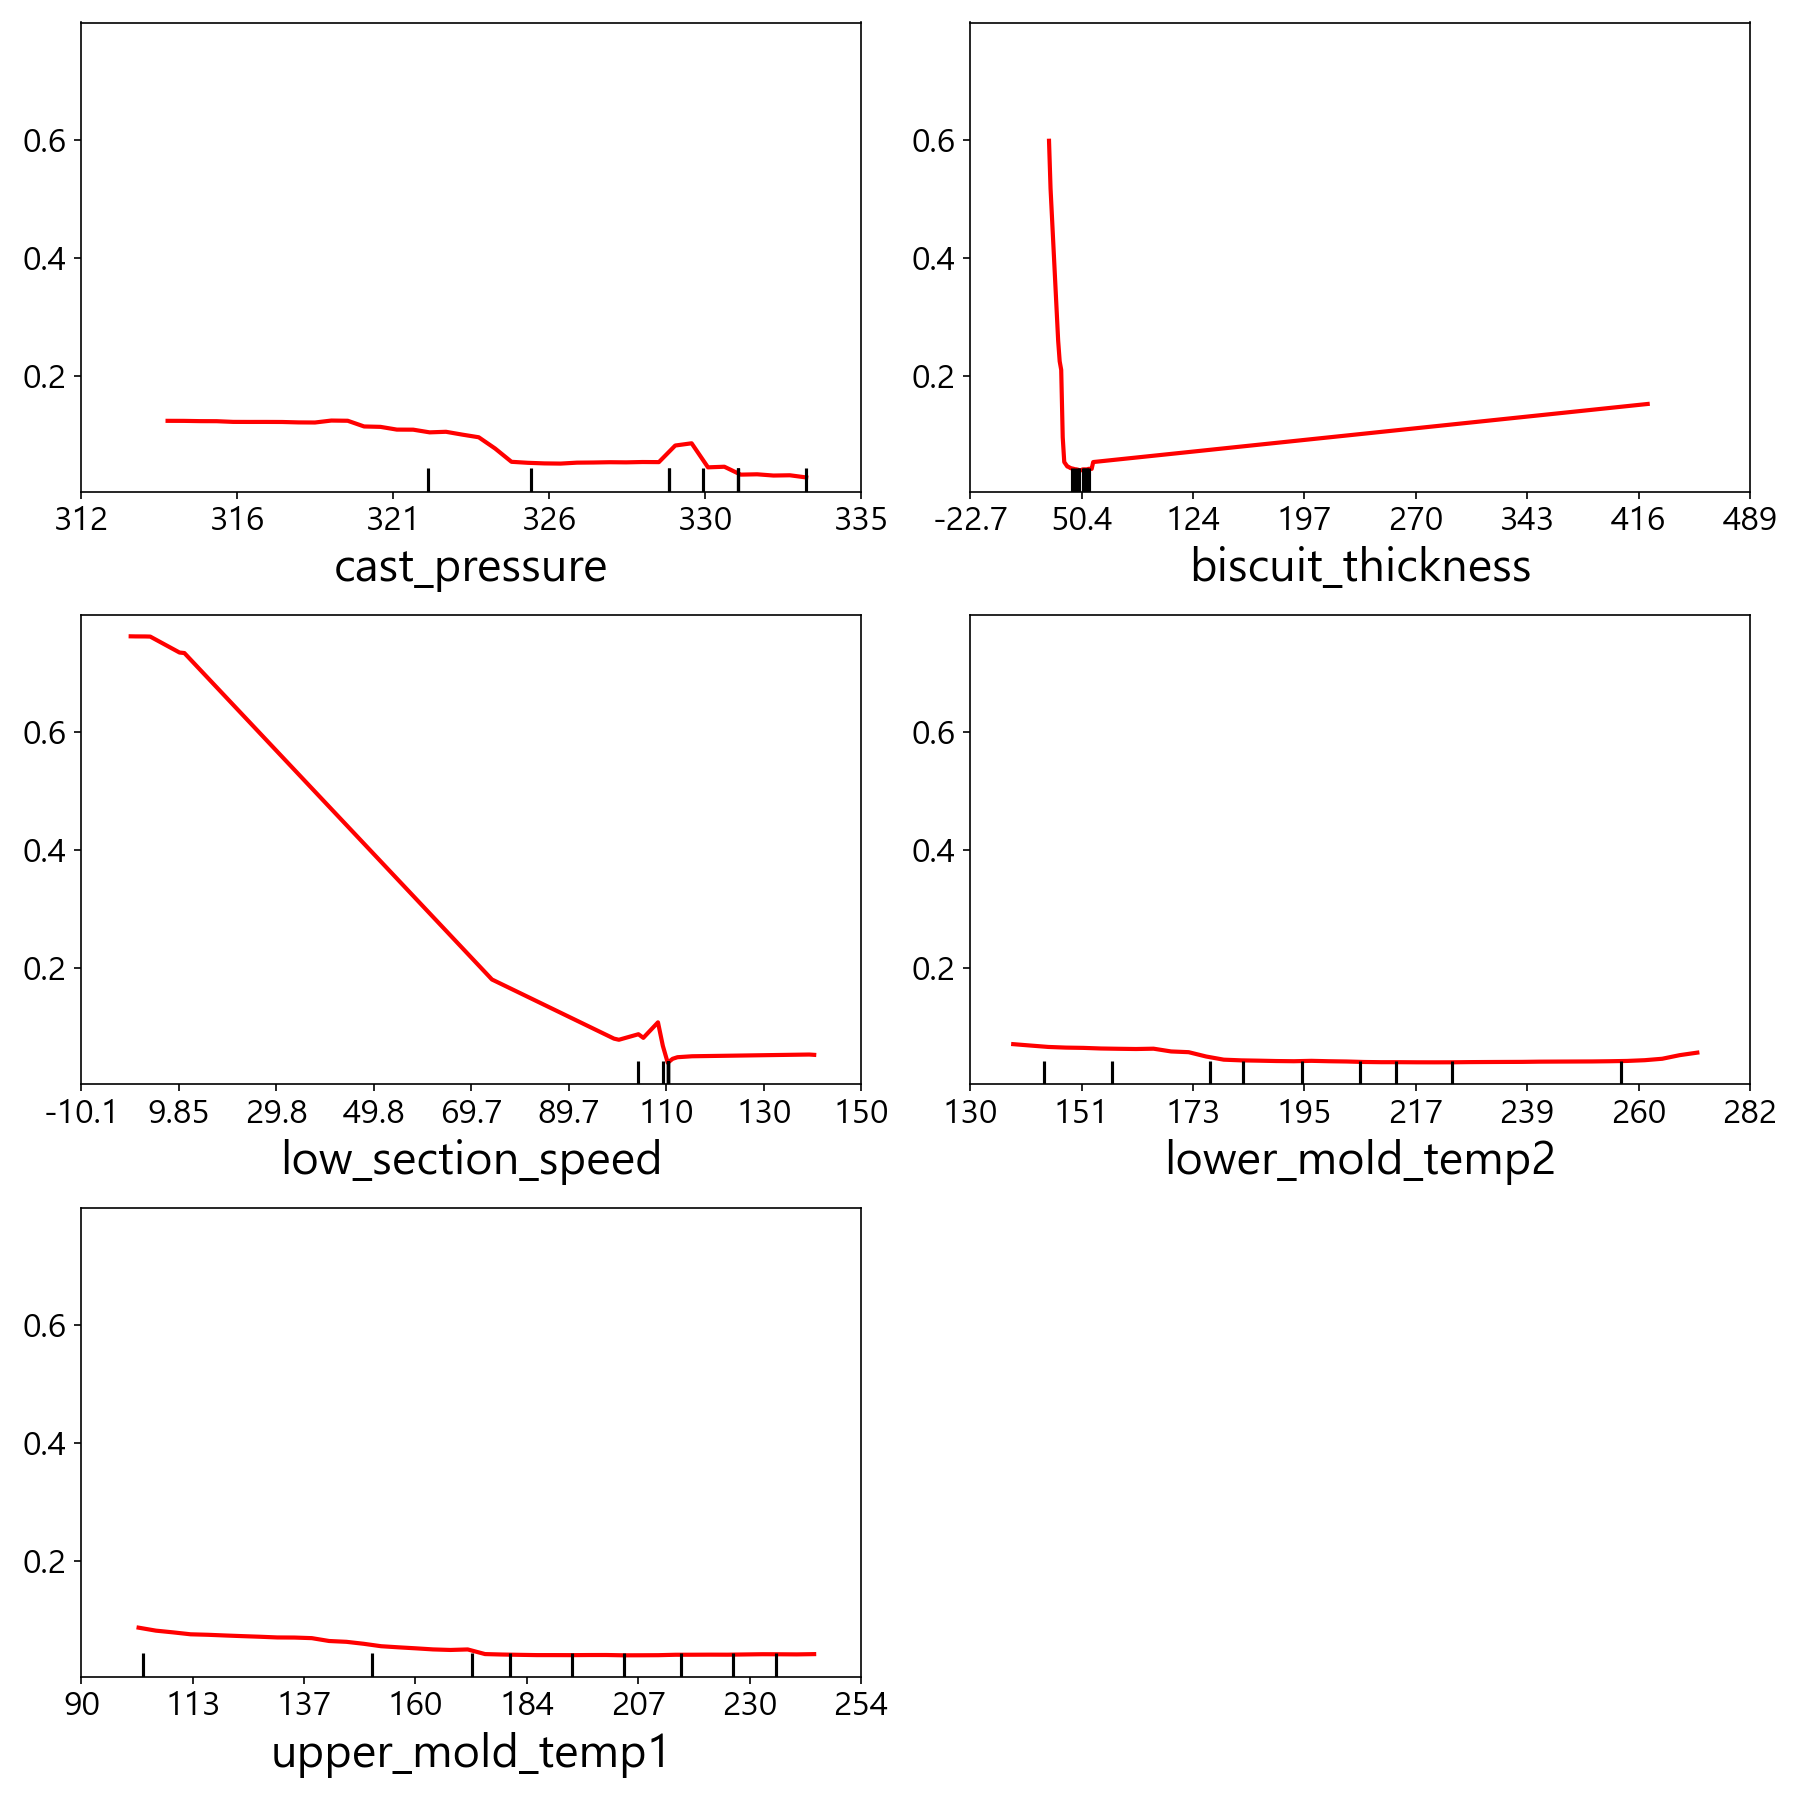 0.6
0.4
0.2
312 316 321 326 330 335
cast_pressure
0.6
0.4
0.2
-22.7 50.4 124 197 270 343 416 489
biscuit_thickness
0.6
0.4
0.2
-10.1 9.85 29.8 49.8 69.7 89.7 110 130 150
low_section_speed
0.6
0.4
0.2
130 151 173 195 217 239 260 282
lower_mold_temp2
0.6
0.4
0.2
90 113 137 160 184 207 230 254
upper_mold_temp1